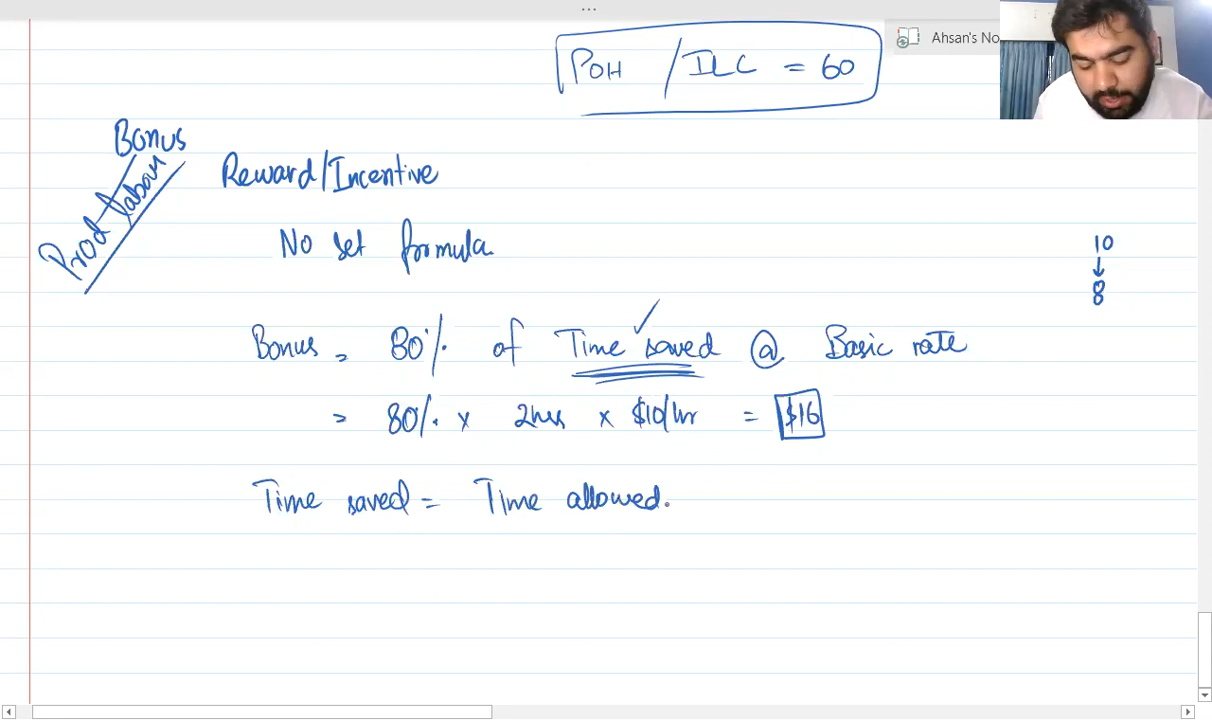 ...
Ahsan's No
POH / ILC = 60
Bonus
Prod labour
Reward/Incentive
No set formula.
10
↓
8
Bonus = 80% of Time saved @ Basic rate
= 80% x 2hrs x $10/hr = $16
Time saved = Time allowed.